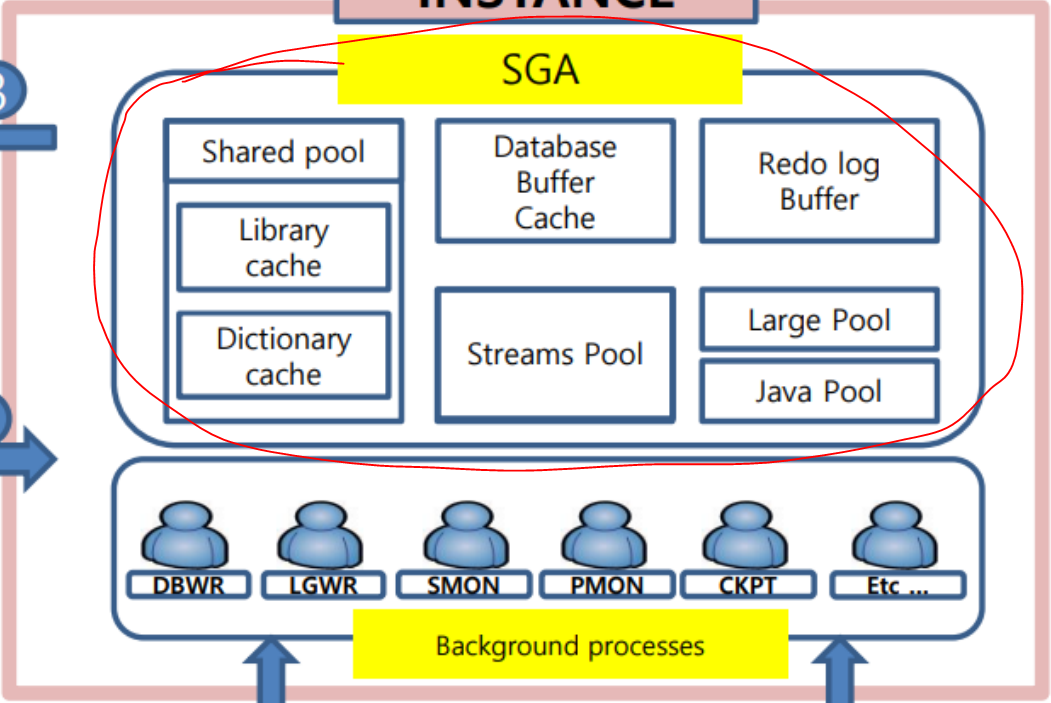 INSTANCE
SGA
Shared pool
Library
cache
Dictionary
cache
Database
Buffer
Cache
Streams Pool
Redo log
Buffer
Large Pool
Java Pool
DBWR
LGWR
SMON
PMON
CKPT
Etc ...
Background processes